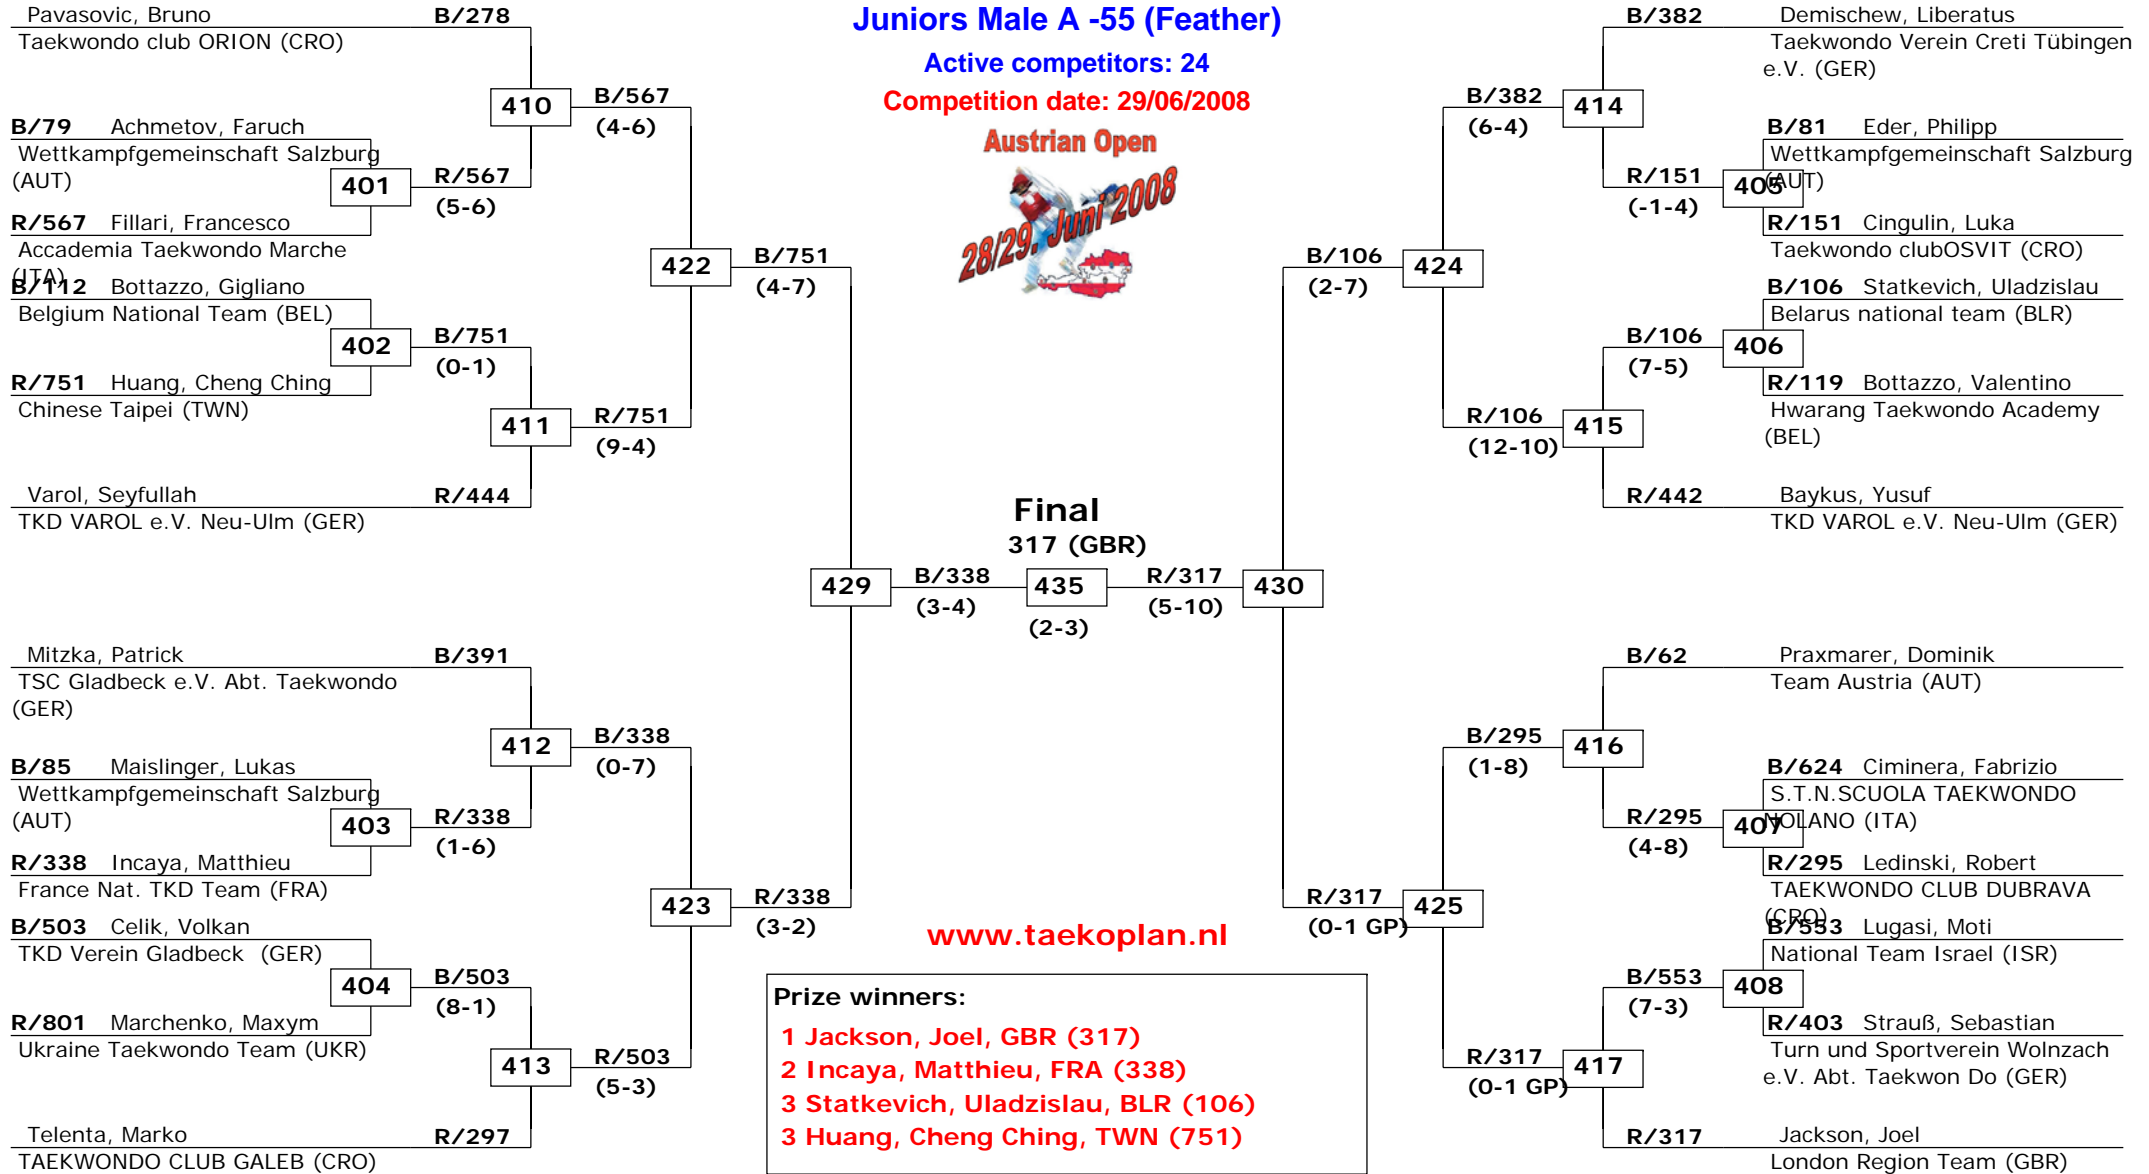 Juniors Male A -55 (Feather)
Active competitors: 24
Competition date: 29/06/2008
Austrian Open
28/29. Juni 2008
Pavasovic, Bruno B/278
Taekwondo club ORION (CRO)
410 B/567
(4-6)
B/79 Achmetov, Faruch
Wettkampfgemeinschaft Salzburg
(AUT)
401 R/567
(5-6)
R/567 Fillari, Francesco
Accademia Taekwondo Marche
(ITA)
422 B/751
(4-7)
B/112 Bottazzo, Gigliano
Belgium National Team (BEL)
402 B/751
(0-1)
R/751 Huang, Cheng Ching
Chinese Taipei (TWN)
411 R/751
(9-4)
Varol, Seyfullah R/444
TKD VAROL e.V. Neu-Ulm (GER)
429 B/338
(3-4)
Mitzka, Patrick B/391
TSC Gladbeck e.V. Abt. Taekwondo
(GER)
412 B/338
(0-7)
B/85 Maislinger, Lukas
Wettkampfgemeinschaft Salzburg
(AUT)
403 R/338
(1-6)
R/338 Incaya, Matthieu
France Nat. TKD Team (FRA)
423 R/338
(3-2)
B/503 Celik, Volkan
TKD Verein Gladbeck (GER)
404 B/503
(8-1)
R/801 Marchenko, Maxym
Ukraine Taekwondo Team (UKR)
413 R/503
(5-3)
Telenta, Marko R/297
TAEKWONDO CLUB GALEB (CRO)
Final
317 (GBR)
435
(2-3)
R/317 430
(5-10)
B/382 Demischew, Liberatus
Taekwondo Verein Creti Tübingen
e.V. (GER)
B/382 414
(6-4)
B/81 Eder, Philipp
Wettkampfgemeinschaft Salzburg
(AUT)
R/151 405
(-1-4)
R/151 Cingulin, Luka
Taekwondo clubOSVIT (CRO)
B/106 424
(2-7)
B/106 Statkevich, Uladzislau
Belarus national team (BLR)
B/106 406
(7-5)
R/119 Bottazzo, Valentino
Hwarang Taekwondo Academy
(BEL)
R/106 415
(12-10)
R/442 Baykus, Yusuf
TKD VAROL e.V. Neu-Ulm (GER)
B/62 Praxmarer, Dominik
Team Austria (AUT)
B/295 416
(1-8)
B/624 Ciminera, Fabrizio
S.T.N.SCUOLA TAEKWONDO
NOLANO (ITA)
R/295 407
(4-8)
R/295 Ledinski, Robert
TAEKWONDO CLUB DUBRAVA
(CRO)
R/317 425
(0-1 GP)
B/553 Lugasi, Moti
National Team Israel (ISR)
B/553 408
(7-3)
R/403 Strauß, Sebastian
Turn und Sportverein Wolnzach
e.V. Abt. Taekwon Do (GER)
R/317 417
(0-1 GP)
R/317 Jackson, Joel
London Region Team (GBR)
www.taekoplan.nl
Prize winners:
1 Jackson, Joel, GBR (317)
2 Incaya, Matthieu, FRA (338)
3 Statkevich, Uladzislau, BLR (106)
3 Huang, Cheng Ching, TWN (751)